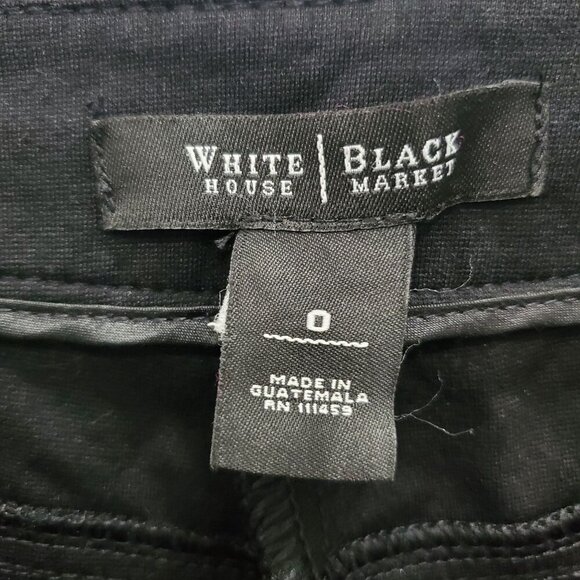 WHITE | BLACK
HOUSE | MARKET
0
MADE IN
GUATEMALA
RN 111459